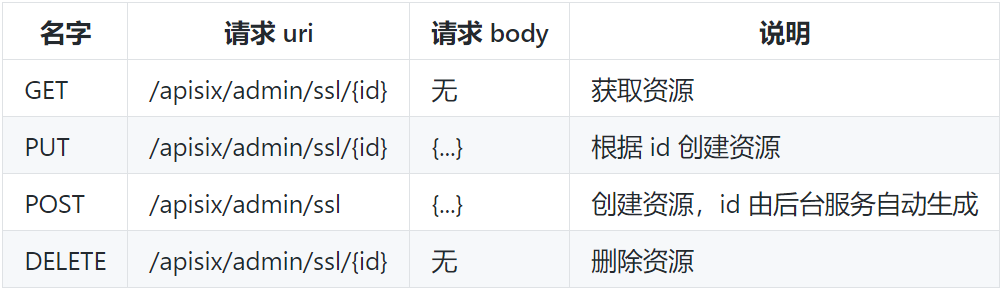 名字 请求 uri 请求 body 说明
GET /apisix/admin/ssl/{id} 无 获取资源
PUT /apisix/admin/ssl/{id} {...} 根据 id 创建资源
POST /apisix/admin/ssl {...} 创建资源，id 由后台服务自动生成
DELETE /apisix/admin/ssl/{id} 无 删除资源